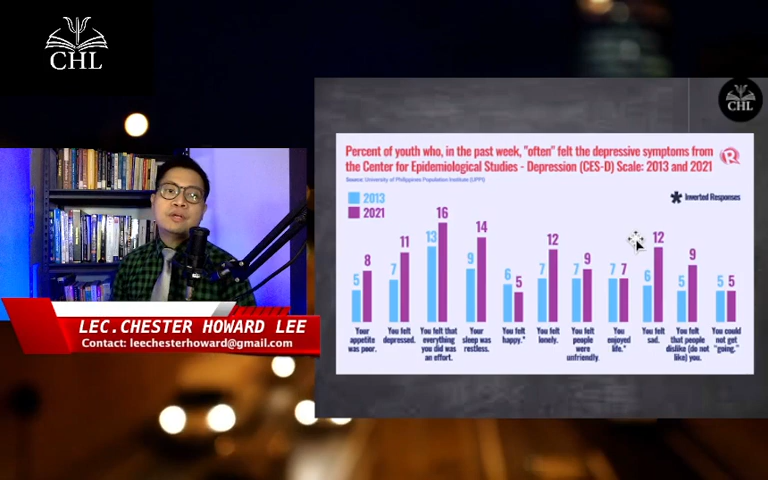 CHL
CHL
Percent of youth who, in the past week, "often" felt the depressive symptoms from
the Center for Epidemiological Studies - Depression (CES-D) Scale: 2013 and 2021
Source: University of Philippines Population Institute (UPPI)
2013
2021
Inverted Responses
5 8
7 11
13 16
9 14
6 5
7 12
7 9
7 7
6 12
5 9
5 5
Your
appetite
was poor.
You felt
depressed.
You felt that
everything
you did was
an effort.
Your
sleep was
restless.
You felt
happy.*
You felt
lonely.
You felt
people
were
unfriendly.
You
enjoyed
life.*
You felt
sad.
You felt
that people
dislike (do not
like) you.
You could
not get
"going."
LEC.CHESTER HOWARD LEE
Contact: leechesterhoward@gmail.com
CHL